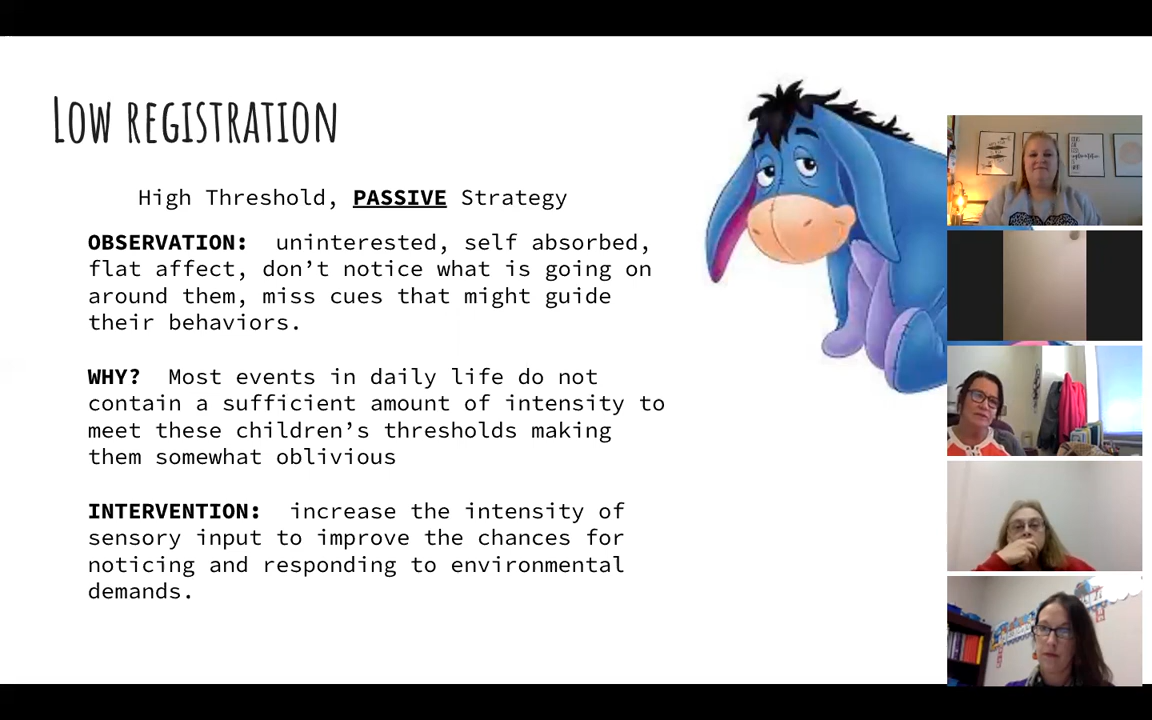 Low registration
High Threshold, PASSIVE Strategy
OBSERVATION: uninterested, self absorbed,
flat affect, don’t notice what is going on
around them, miss cues that might guide
their behaviors.
WHY? Most events in daily life do not
contain a sufficient amount of intensity to
meet these children’s thresholds making
them somewhat oblivious
INTERVENTION: increase the intensity of
sensory input to improve the chances for
noticing and responding to environmental
demands.